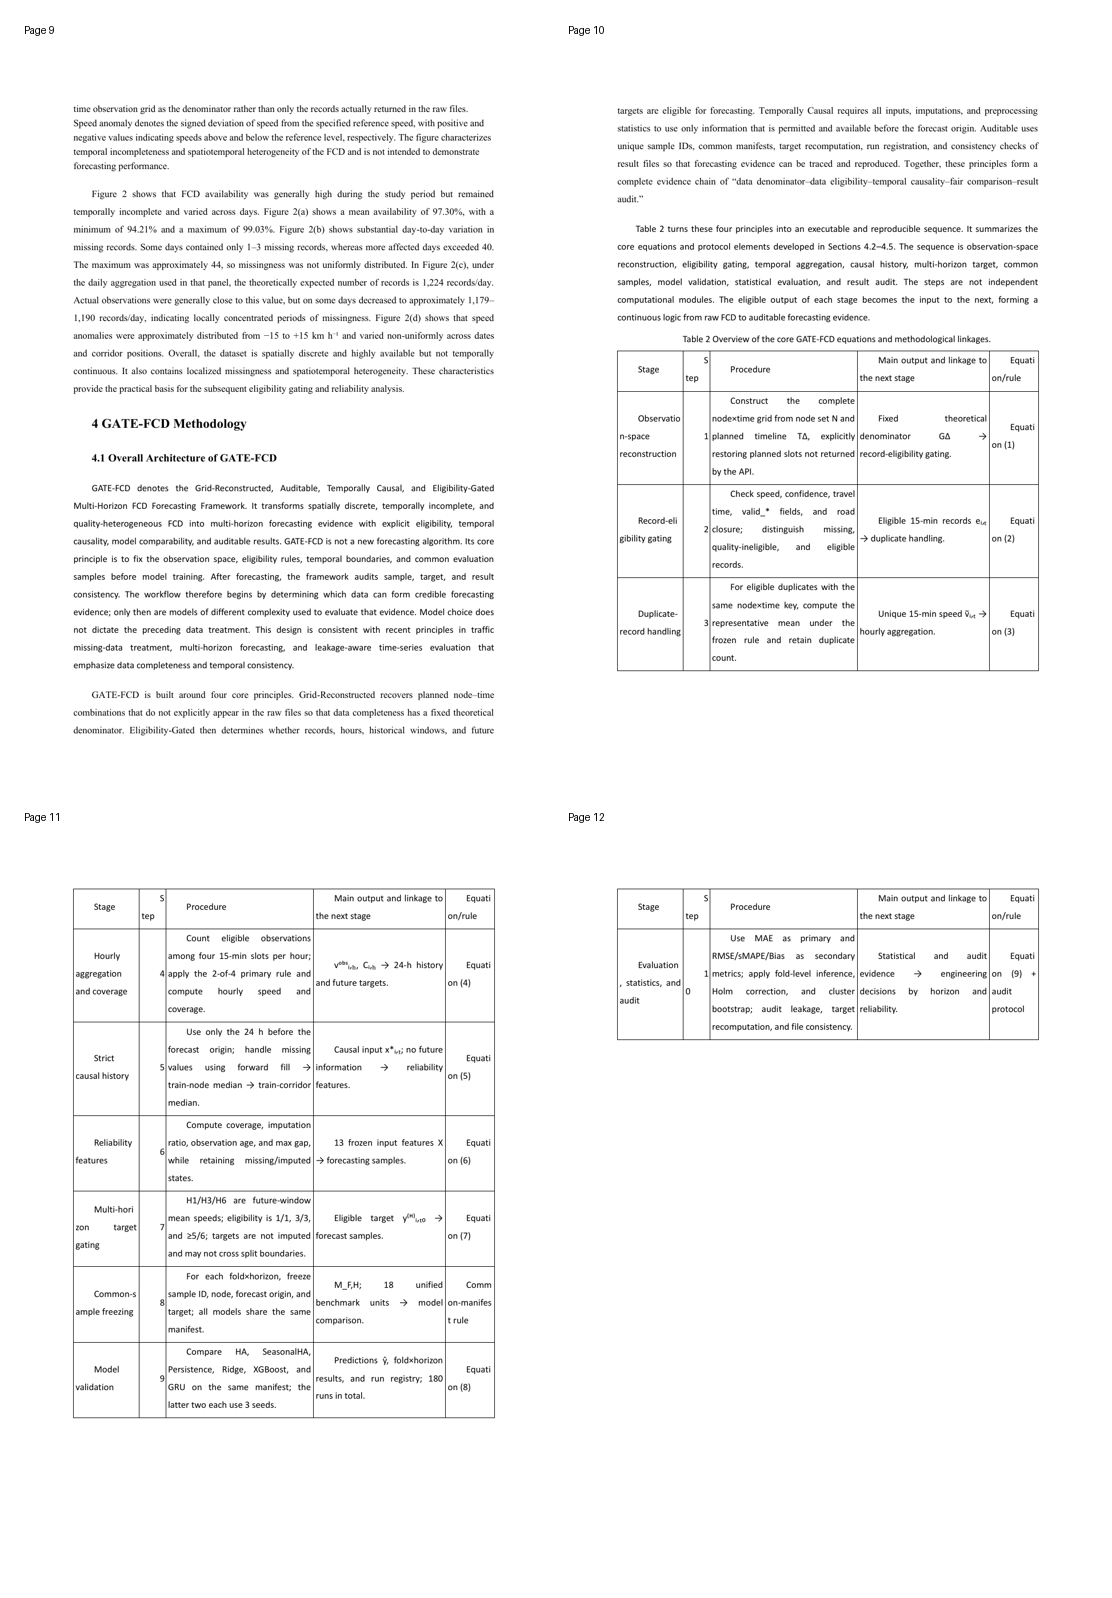 Page 9
time observation grid as the denominator rather than only the records actually returned in the raw files.
Speed anomaly denotes the signed deviation of speed from the specified reference speed, with positive and
negative values indicating speeds above and below the reference level, respectively. The figure characterizes
temporal incompleteness and spatiotemporal heterogeneity of the FCD and is not intended to demonstrate
forecasting performance.
Figure 2 shows that FCD availability was generally high during the study period but remained
temporally incomplete and varied across days. Figure 2(a) shows a mean availability of 97.30%, with a
minimum of 94.21% and a maximum of 99.03%. Figure 2(b) shows substantial day-to-day variation in
missing records. Some days contained only 1–3 missing records, whereas more affected days exceeded 40.
The maximum was approximately 44, so missingness was not uniformly distributed. In Figure 2(c), under
the daily aggregation used in that panel, the theoretically expected number of records is 1,224 records/day.
Actual observations were generally close to this value, but on some days decreased to approximately 1,179–
1,190 records/day, indicating locally concentrated periods of missingness. Figure 2(d) shows that speed
anomalies were approximately distributed from −15 to +15 km h⁻¹ and varied non-uniformly across dates
and corridor positions. Overall, the dataset is spatially discrete and highly available but not temporally
continuous. It also contains localized missingness and spatiotemporal heterogeneity. These characteristics
provide the practical basis for the subsequent eligibility gating and reliability analysis.
4 GATE-FCD Methodology
4.1 Overall Architecture of GATE-FCD
GATE-FCD denotes the Grid-Reconstructed, Auditable, Temporally Causal, and Eligibility-Gated
Multi-Horizon FCD Forecasting Framework. It transforms spatially discrete, temporally incomplete, and
quality-heterogeneous FCD into multi-horizon forecasting evidence with explicit eligibility, temporal
causality, model comparability, and auditable results. GATE-FCD is not a new forecasting algorithm. Its core
principle is to fix the observation space, eligibility rules, temporal boundaries, and common evaluation
samples before model training. After forecasting, the framework audits sample, target, and result
consistency. The workflow therefore begins by determining which data can form credible forecasting
evidence; only then are models of different complexity used to evaluate that evidence. Model choice does
not dictate the preceding data treatment. This design is consistent with recent principles in traffic
missing-data treatment, multi-horizon forecasting, and leakage-aware time-series evaluation that
emphasize data completeness and temporal consistency.
GATE-FCD is built around four core principles. Grid-Reconstructed recovers planned node–time
combinations that do not explicitly appear in the raw files so that data completeness has a fixed theoretical
denominator. Eligibility-Gated then determines whether records, hours, historical windows, and future
Page 10
targets are eligible for forecasting. Temporally Causal requires all inputs, imputations, and preprocessing
statistics to use only information that is permitted and available before the forecast origin. Auditable uses
unique sample IDs, common manifests, target recomputation, run registration, and consistency checks of
result files so that forecasting evidence can be traced and reproduced. Together, these principles form a
complete evidence chain of “data denominator–data eligibility–temporal causality–fair comparison–result
audit.”
Table 2 turns these four principles into an executable and reproducible sequence. It summarizes the
core equations and protocol elements developed in Sections 4.2–4.5. The sequence is observation-space
reconstruction, eligibility gating, temporal aggregation, causal history, multi-horizon target, common
samples, model validation, statistical evaluation, and result audit. The steps are not independent
computational modules. The eligible output of each stage becomes the input to the next, forming a
continuous logic from raw FCD to auditable forecasting evidence.
Table 2 Overview of the core GATE-FCD equations and methodological linkages.
Stage
S
tep
Procedure
Main output and linkage to
the next stage
Equati
on/rule
Observatio
n-space
reconstruction
1
Construct the complete
node×time grid from node set N and
planned timeline TΔ, explicitly
restoring planned slots not returned
by the API.
Fixed theoretical
denominator GΔ →
record-eligibility gating.
Equati
on (1)
Record-eli
gibility gating
2
Check speed, confidence, travel
time, valid_* fields, and road
closure; distinguish missing,
quality-ineligible, and eligible
records.
Eligible 15-min records eᵢ,ₜ
→ duplicate handling.
Equati
on (2)
Duplicate-
record handling
3
For eligible duplicates with the
same node×time key, compute the
representative mean under the
frozen rule and retain duplicate
count.
Unique 15-min speed ṽᵢ,ₜ →
hourly aggregation.
Equati
on (3)
Page 11
Stage
S
tep
Procedure
Main output and linkage to
the next stage
Equati
on/rule
Hourly
aggregation
and coverage
4
Count eligible observations
among four 15-min slots per hour;
apply the 2-of-4 primary rule and
compute hourly speed and
coverage.
vᵒᵇˢᵢ,ₕ, Cᵢ,ₕ → 24-h history
and future targets.
Equati
on (4)
Strict
causal history
5
Use only the 24 h before the
forecast origin; handle missing
values using forward fill →
train-node median → train-corridor
median.
Causal input x*ᵢ,ₜ; no future
information → reliability
features.
Equati
on (5)
Reliability
features
6
Compute coverage, imputation
ratio, observation age, and max gap,
while retaining missing/imputed
states.
13 frozen input features X
→ forecasting samples.
Equati
on (6)
Multi-hori
zon target
gating
7
H1/H3/H6 are future-window
mean speeds; eligibility is 1/1, 3/3,
and ≥5/6; targets are not imputed
and may not cross split boundaries.
Eligible target y⁽ᴴ⁾ᵢ,ₜ₀ →
forecast samples.
Equati
on (7)
Common-s
ample freezing
8
For each fold×horizon, freeze
sample ID, node, forecast origin, and
target; all models share the same
manifest.
M_F,H; 18 unified
benchmark units → model
comparison.
Comm
on-manifes
t rule
Model
validation
9
Compare HA, SeasonalHA,
Persistence, Ridge, XGBoost, and
GRU on the same manifest; the
latter two each use 3 seeds.
Predictions ŷ, fold×horizon
results, and run registry; 180
runs in total.
Equati
on (8)
Page 12
Stage
S
tep
Procedure
Main output and linkage to
the next stage
Equati
on/rule
Evaluation
, statistics, and
audit
1
0
Use MAE as primary and
RMSE/sMAPE/Bias as secondary
metrics; apply fold-level inference,
Holm correction, and cluster
bootstrap; audit leakage, target
recomputation, and file consistency.
Statistical and audit
evidence → engineering
decisions by horizon and
reliability.
Equati
on (9) +
audit
protocol